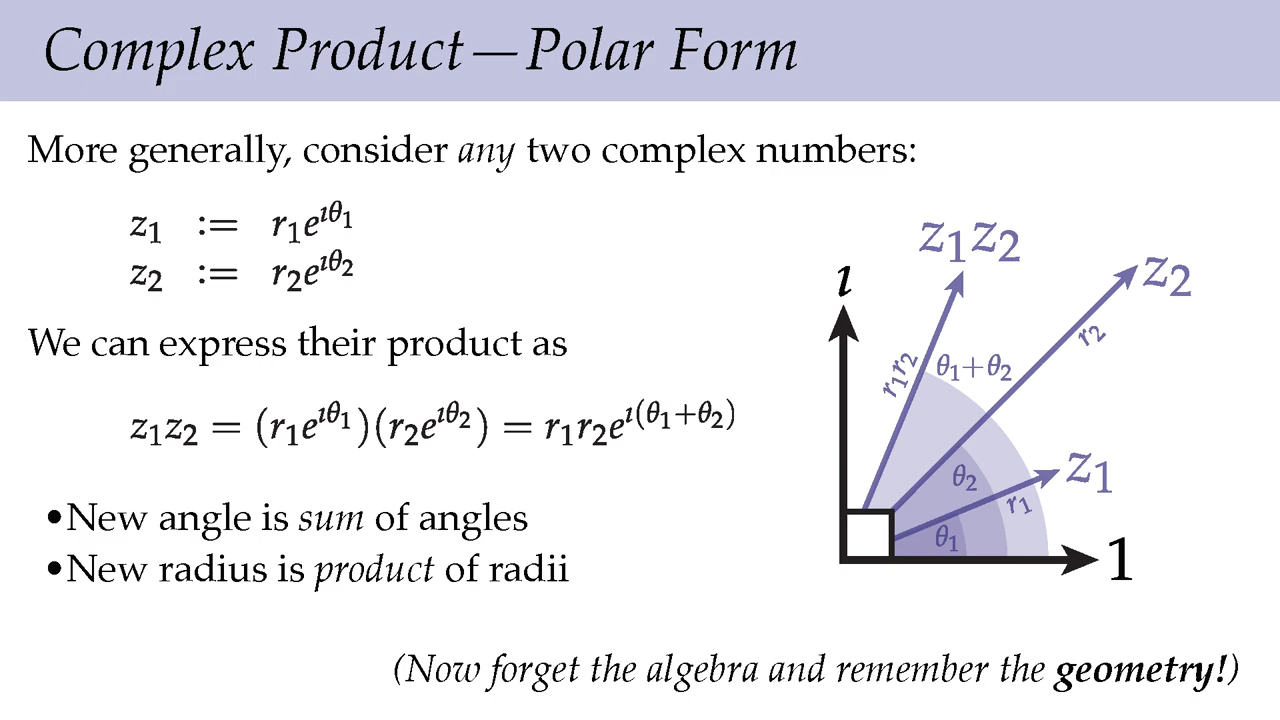 Complex Product—Polar Form
More generally, consider any two complex numbers:
z₁ := r₁e^{ıθ₁}
z₂ := r₂e^{ıθ₂}
We can express their product as
z₁z₂ = (r₁e^{ıθ₁})(r₂e^{ıθ₂}) = r₁r₂e^{ı(θ₁+θ₂)}
•New angle is sum of angles
•New radius is product of radii
z₁z₂
z₂
ı
r₂
r₁r₂
θ₁+θ₂
z₁
θ₂
r₁
θ₁
1
(Now forget the algebra and remember the geometry!)